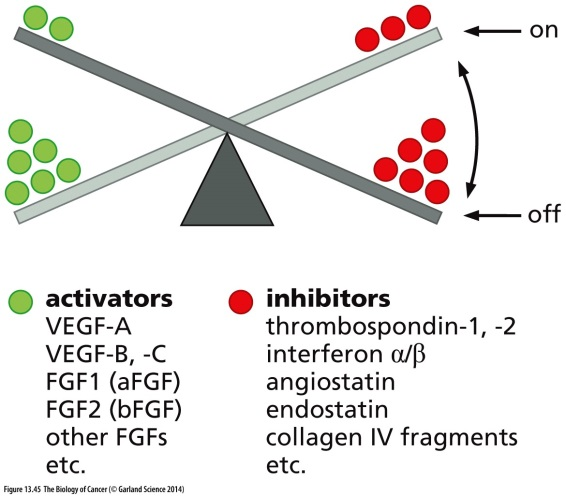 on
off
activators
VEGF-A
VEGF-B, -C
FGF1 (aFGF)
FGF2 (bFGF)
other FGFs
etc.
inhibitors
thrombospondin-1, -2
interferon α/β
angiostatin
endostatin
collagen IV fragments
etc.
Figure 13.45 The Biology of Cancer (© Garland Science 2014)